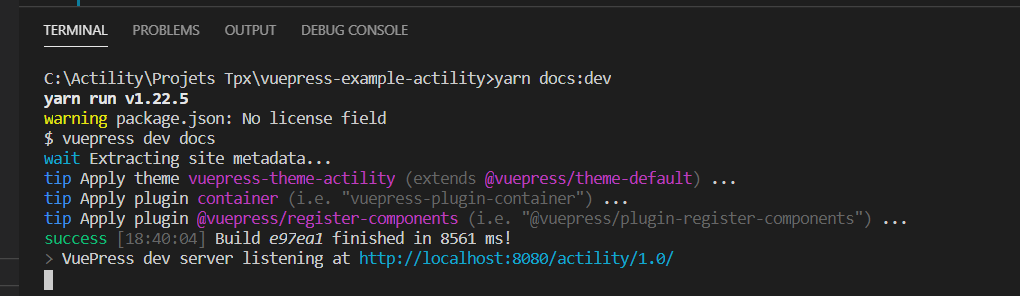 TERMINAL PROBLEMS OUTPUT DEBUG CONSOLE
C:\Actility\Projets Tpx\vuepress-example-actility>yarn docs:dev
yarn run v1.22.5
warning package.json: No license field
$ vuepress dev docs
wait Extracting site metadata...
tip Apply theme vuepress-theme-actility (extends @vuepress/theme-default) ...
tip Apply plugin container (i.e. "vuepress-plugin-container") ...
tip Apply plugin @vuepress/register-components (i.e. "@vuepress/plugin-register-components") ...
success [18:40:04] Build e97ea1 finished in 8561 ms!
> VuePress dev server listening at http://localhost:8080/actility/1.0/